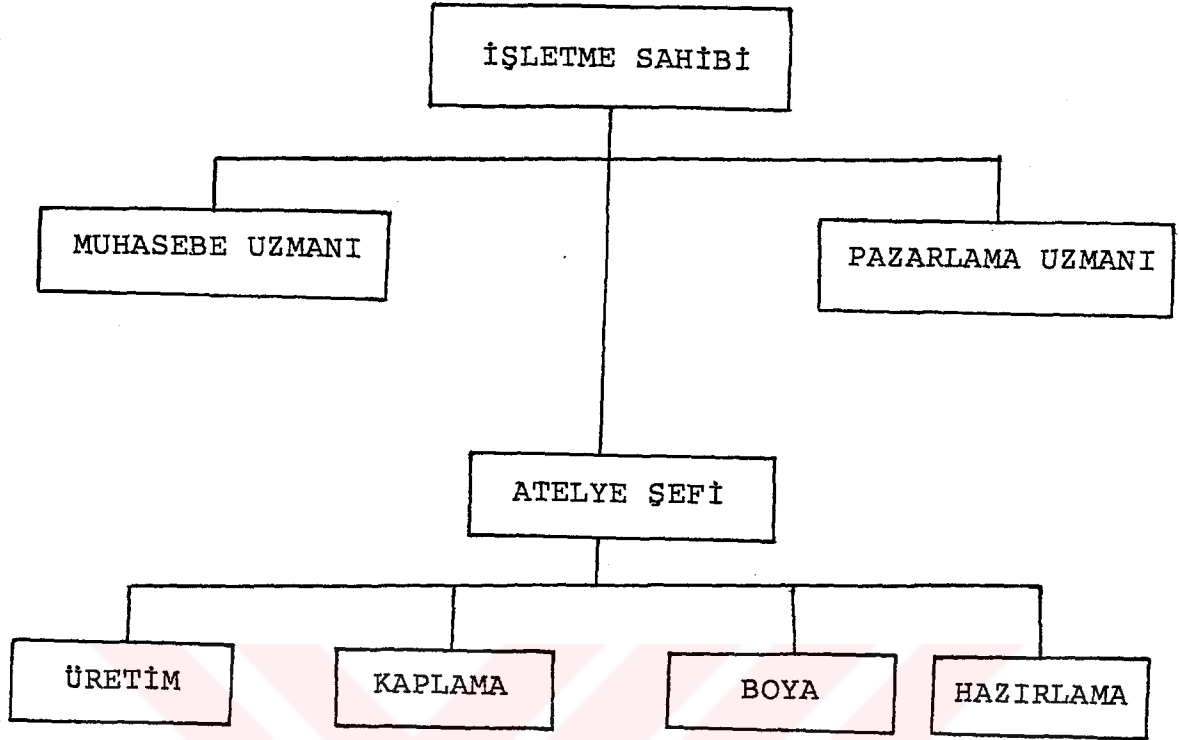 İŞLETME SAHİBİ
MUHASEBE UZMANI
PAZARLAMA UZMANI
ATELYE ŞEFİ
ÜRETİM
KAPLAMA
BOYA
HAZIRLAMA